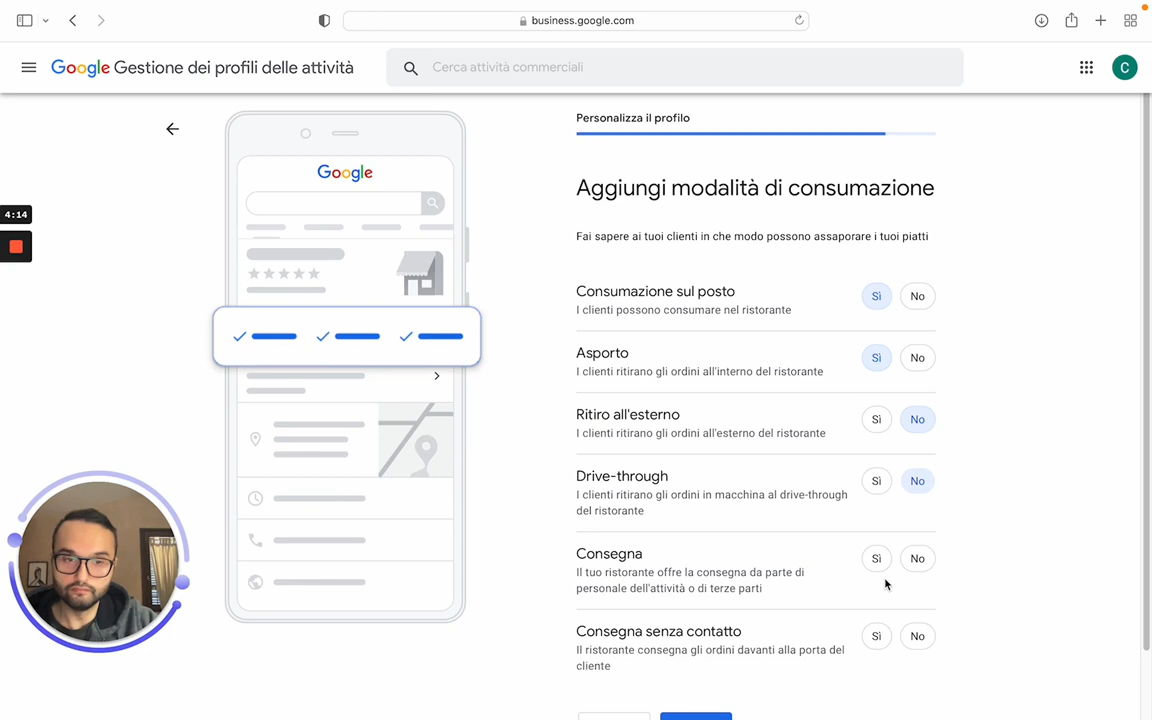 business.google.com
Google Gestione dei profili delle attività
Cerca attività commerciali
C
Personalizza il profilo
Google
4:14
Aggiungi modalità di consumazione
Fai sapere ai tuoi clienti in che modo possono assaporare i tuoi piatti
Consumazione sul posto
I clienti possono consumare nel ristorante
Sì
No
Asporto
I clienti ritirano gli ordini all'interno del ristorante
Sì
No
Ritiro all'esterno
I clienti ritirano gli ordini all'esterno del ristorante
Sì
No
Drive-through
I clienti ritirano gli ordini in macchina al drive-through
del ristorante
Sì
No
Consegna
Il tuo ristorante offre la consegna da parte di
personale dell'attività o di terze parti
Sì
No
Consegna senza contatto
Il ristorante consegna gli ordini davanti alla porta del
cliente
Sì
No